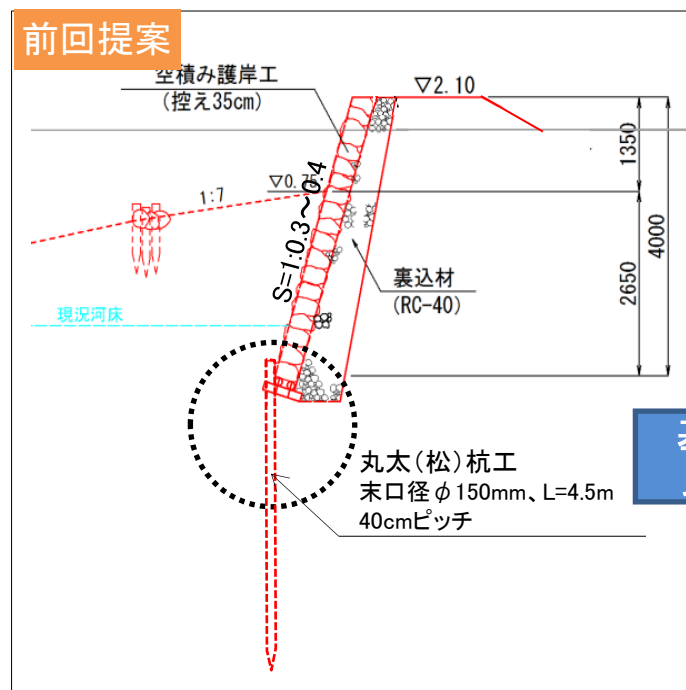 前回提案
空積み護岸工
(控え35cm)
▽2.10
1350
▽0.75
1:7
S=1:0.3～0.4
4000
2650
裏込材
(RC-40)
現況河床
丸太(松)杭工
末口径φ150mm、L=4.5m
40cmピッチ